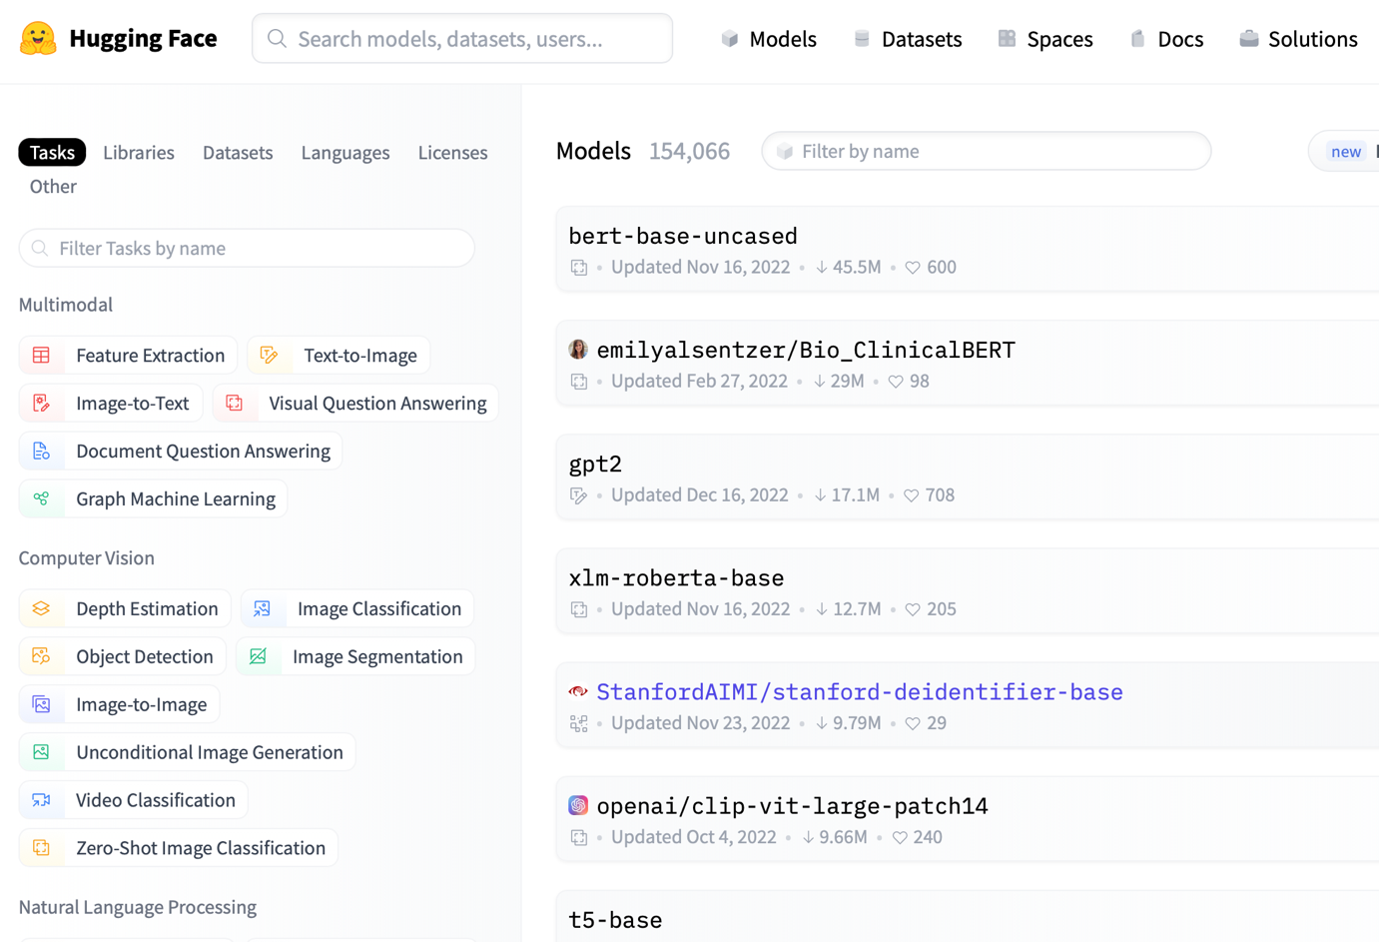 Hugging Face
Search models, datasets, users...
Models
Datasets
Spaces
Docs
Solutions
Tasks
Libraries
Datasets
Languages
Licenses
Other
Filter Tasks by name
Multimodal
Feature Extraction
Text-to-Image
Image-to-Text
Visual Question Answering
Document Question Answering
Graph Machine Learning
Computer Vision
Depth Estimation
Image Classification
Object Detection
Image Segmentation
Image-to-Image
Unconditional Image Generation
Video Classification
Zero-Shot Image Classification
Natural Language Processing
Models 154,066
Filter by name
new
bert-base-uncased
• Updated Nov 16, 2022 • ↓ 45.5M • ♡ 600
emilyalsentzer/Bio_ClinicalBERT
• Updated Feb 27, 2022 • ↓ 29M • ♡ 98
gpt2
• Updated Dec 16, 2022 • ↓ 17.1M • ♡ 708
xlm-roberta-base
• Updated Nov 16, 2022 • ↓ 12.7M • ♡ 205
StanfordAIMI/stanford-deidentifier-base
• Updated Nov 23, 2022 • ↓ 9.79M • ♡ 29
openai/clip-vit-large-patch14
• Updated Oct 4, 2022 • ↓ 9.66M • ♡ 240
t5-base